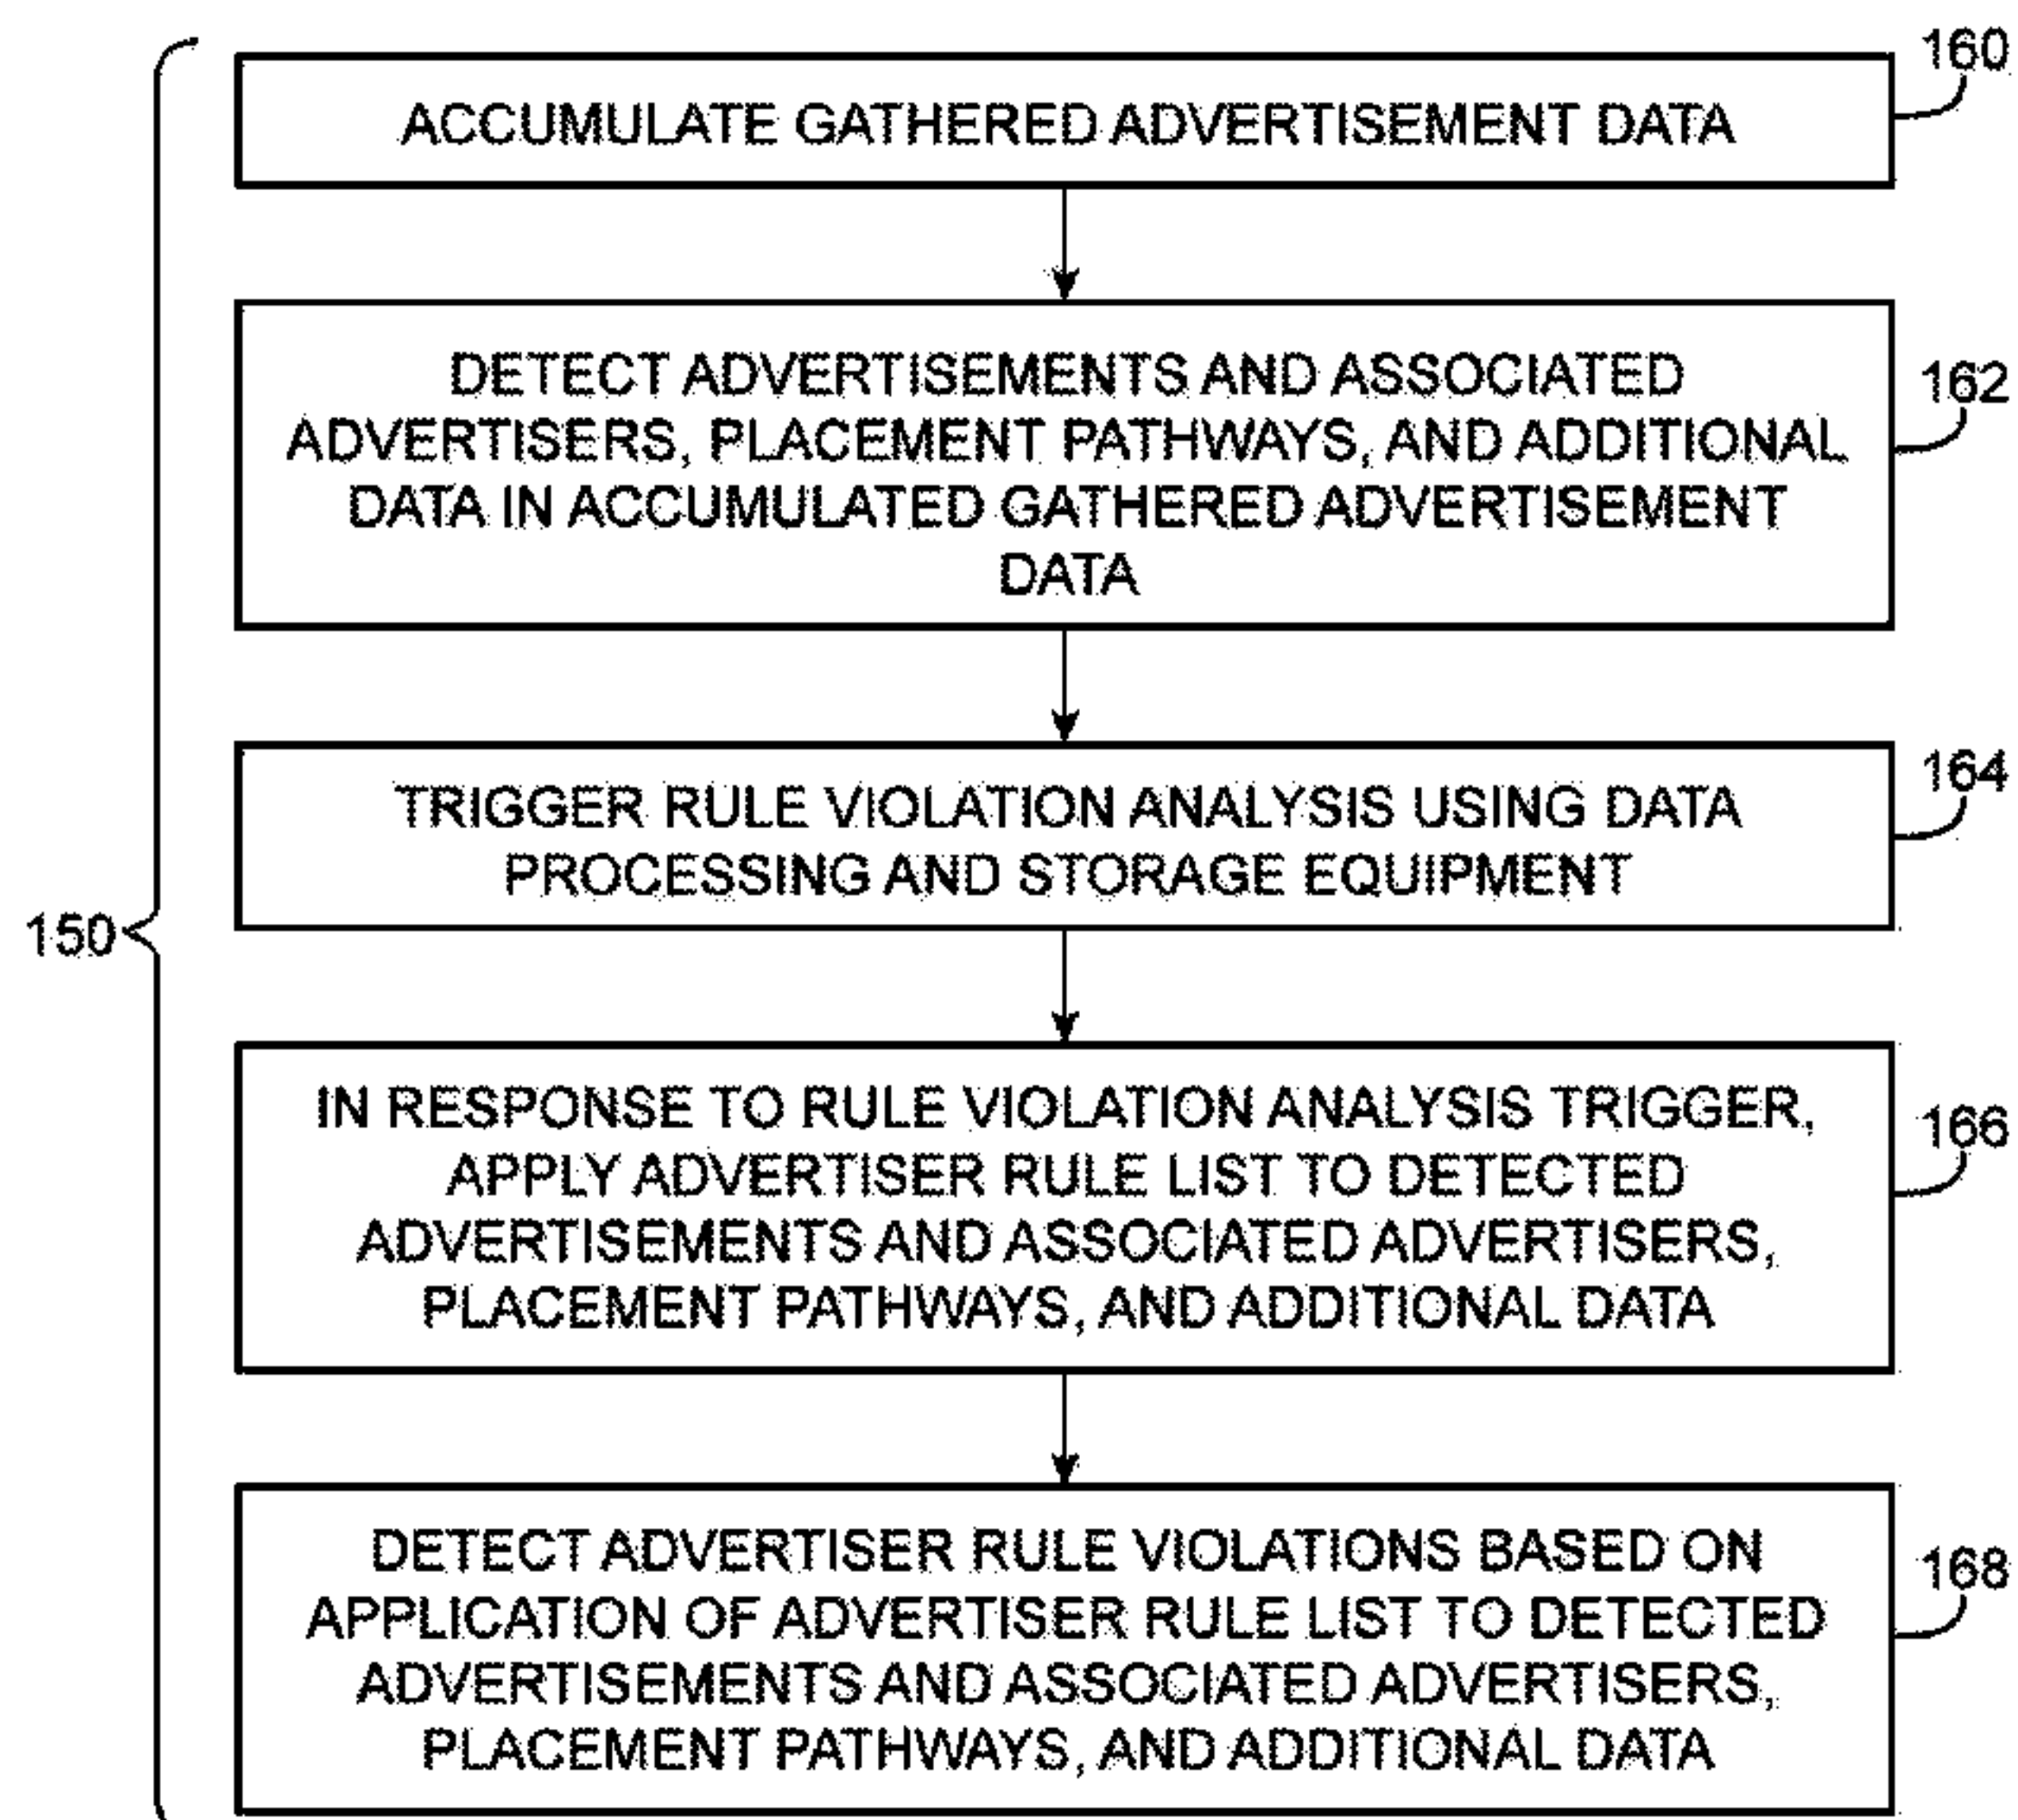 160
ACCUMULATE GATHERED ADVERTISEMENT DATA
DETECT ADVERTISEMENTS AND ASSOCIATED
ADVERTISERS, PLACEMENT PATHWAYS, AND ADDITIONAL
DATA IN ACCUMULATED GATHERED ADVERTISEMENT
DATA
162
TRIGGER RULE VIOLATION ANALYSIS USING DATA
PROCESSING AND STORAGE EQUIPMENT
164
150
IN RESPONSE TO RULE VIOLATION ANALYSIS TRIGGER,
APPLY ADVERTISER RULE LIST TO DETECTED
ADVERTISEMENTS AND ASSOCIATED ADVERTISERS,
PLACEMENT PATHWAYS, AND ADDITIONAL DATA
166
DETECT ADVERTISER RULE VIOLATIONS BASED ON
APPLICATION OF ADVERTISER RULE LIST TO DETECTED
ADVERTISEMENTS AND ASSOCIATED ADVERTISERS,
PLACEMENT PATHWAYS, AND ADDITIONAL DATA
168